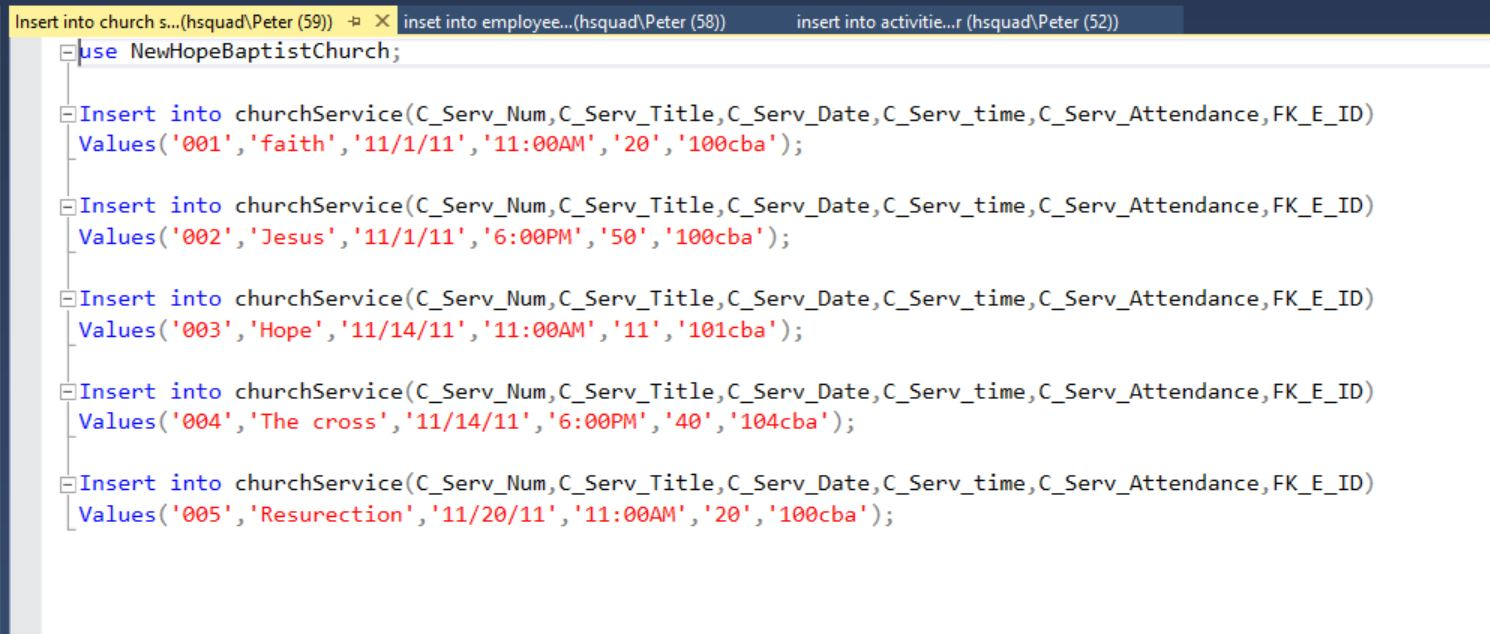 Insert into church s...(hsquad\Peter (59)) inset into employee...(hsquad\Peter (58)) insert into activitie...r (hsquad\Peter (52))
use NewHopeBaptistChurch;
Insert into churchService(C_Serv_Num,C_Serv_Title,C_Serv_Date,C_Serv_time,C_Serv_Attendance,FK_E_ID)
Values('001','faith','11/1/11','11:00AM','20','100cba');
Insert into churchService(C_Serv_Num,C_Serv_Title,C_Serv_Date,C_Serv_time,C_Serv_Attendance,FK_E_ID)
Values('002','Jesus','11/1/11','6:00PM','50','100cba');
Insert into churchService(C_Serv_Num,C_Serv_Title,C_Serv_Date,C_Serv_time,C_Serv_Attendance,FK_E_ID)
Values('003','Hope','11/14/11','11:00AM','11','101cba');
Insert into churchService(C_Serv_Num,C_Serv_Title,C_Serv_Date,C_Serv_time,C_Serv_Attendance,FK_E_ID)
Values('004','The cross','11/14/11','6:00PM','40','104cba');
Insert into churchService(C_Serv_Num,C_Serv_Title,C_Serv_Date,C_Serv_time,C_Serv_Attendance,FK_E_ID)
Values('005','Resurection','11/20/11','11:00AM','20','100cba');